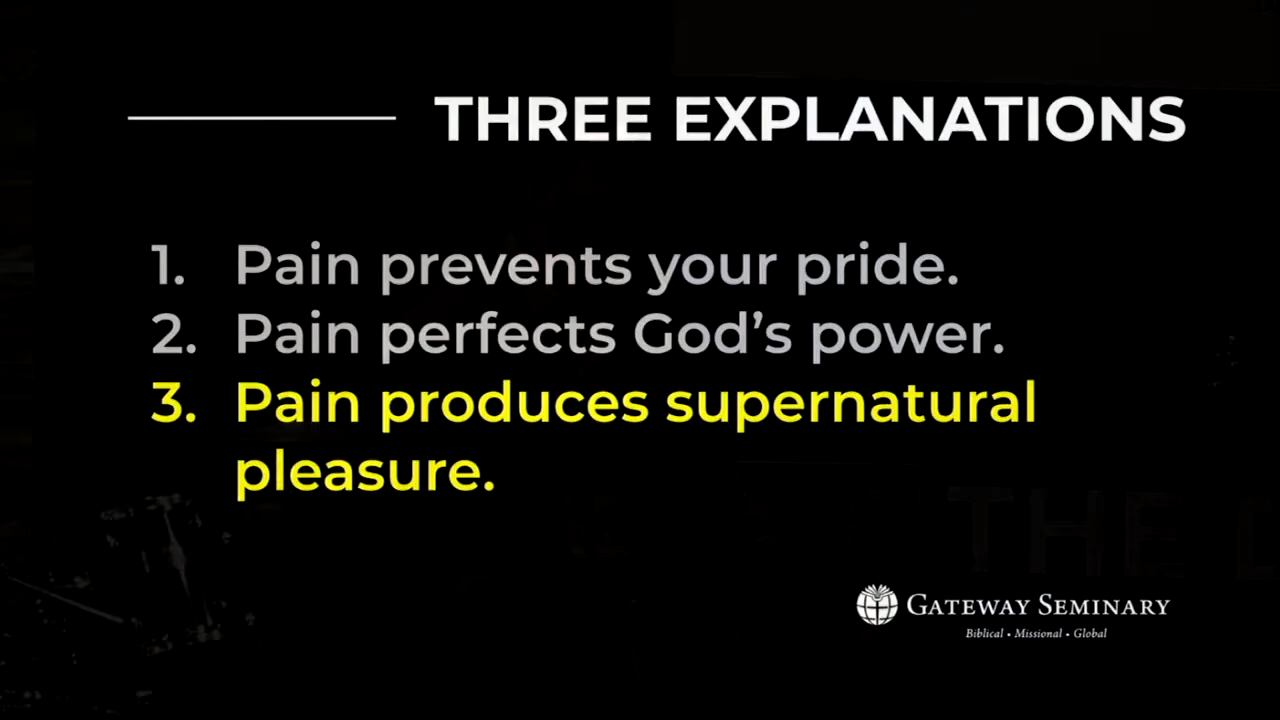 THREE EXPLANATIONS
1. Pain prevents your pride.
2. Pain perfects God’s power.
3. Pain produces supernatural
pleasure.
THE
GATEWAY SEMINARY
Biblical • Missional • Global